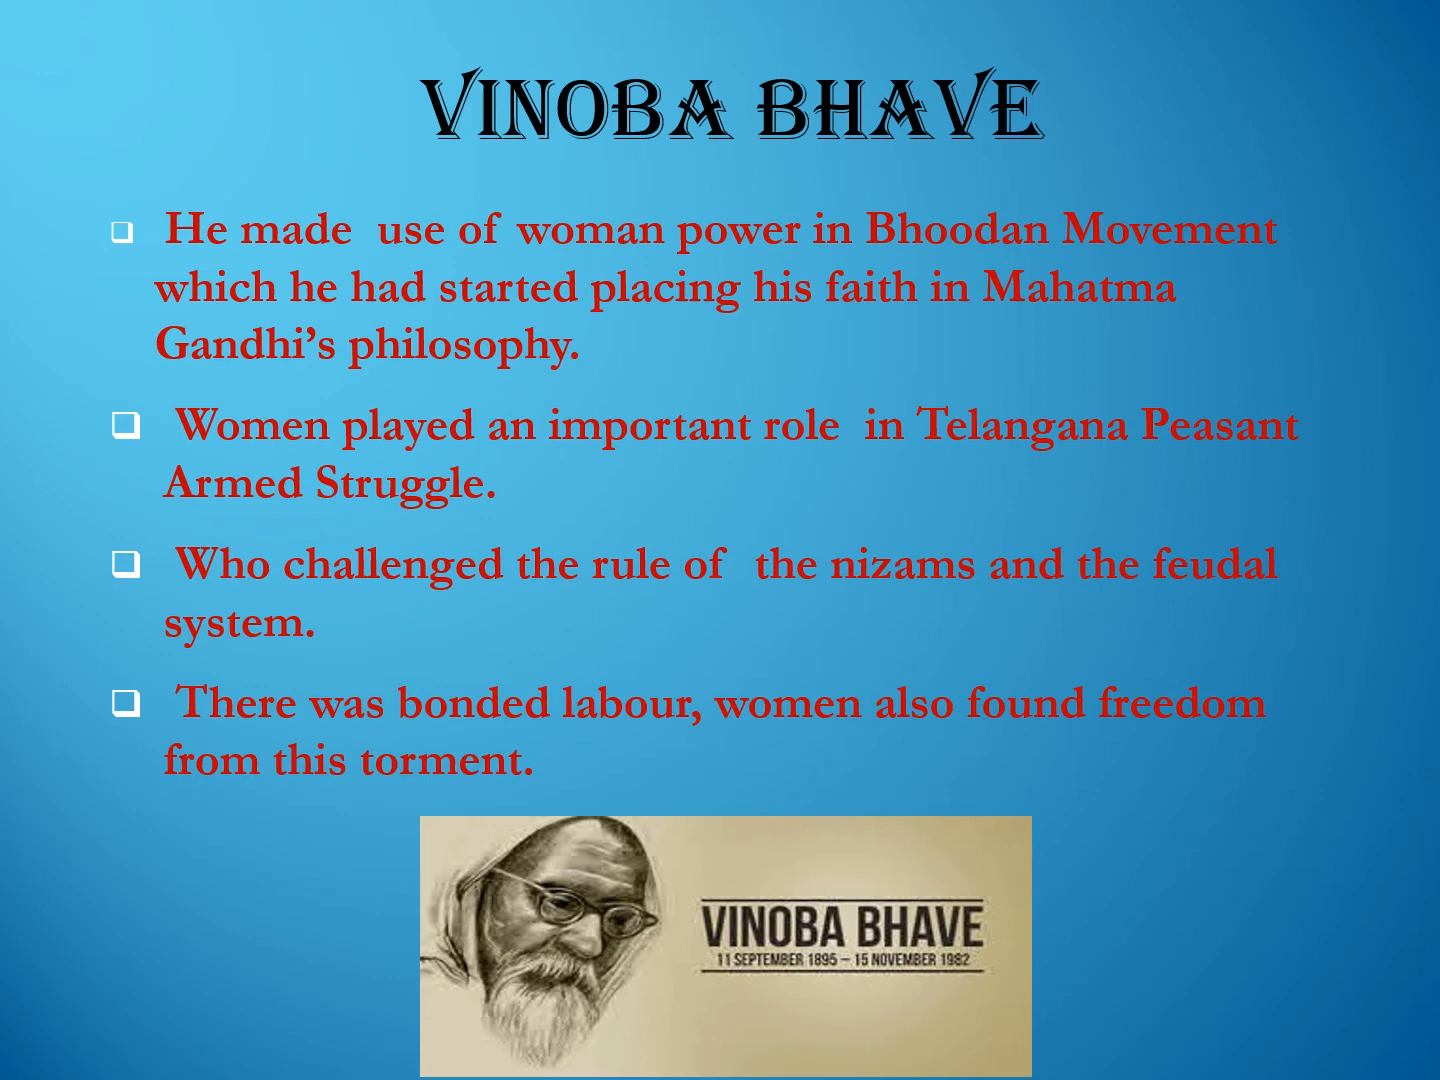 VINOBA BHAVE
He made use of woman power in Bhoodan Movement
which he had started placing his faith in Mahatma
Gandhi’s philosophy.
Women played an important role in Telangana Peasant
Armed Struggle.
Who challenged the rule of the nizams and the feudal
system.
There was bonded labour, women also found freedom
from this torment.
VINOBA BHAVE
11 SEPTEMBER 1895 – 15 NOVEMBER 1982